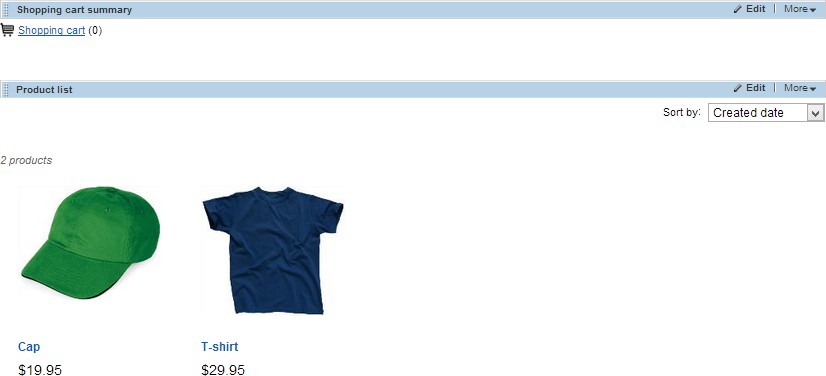 Shopping cart summary Edit | More
Shopping cart (0)
Product list Edit | More
Sort by: Created date
2 products
Cap T-shirt
$19.95 $29.95